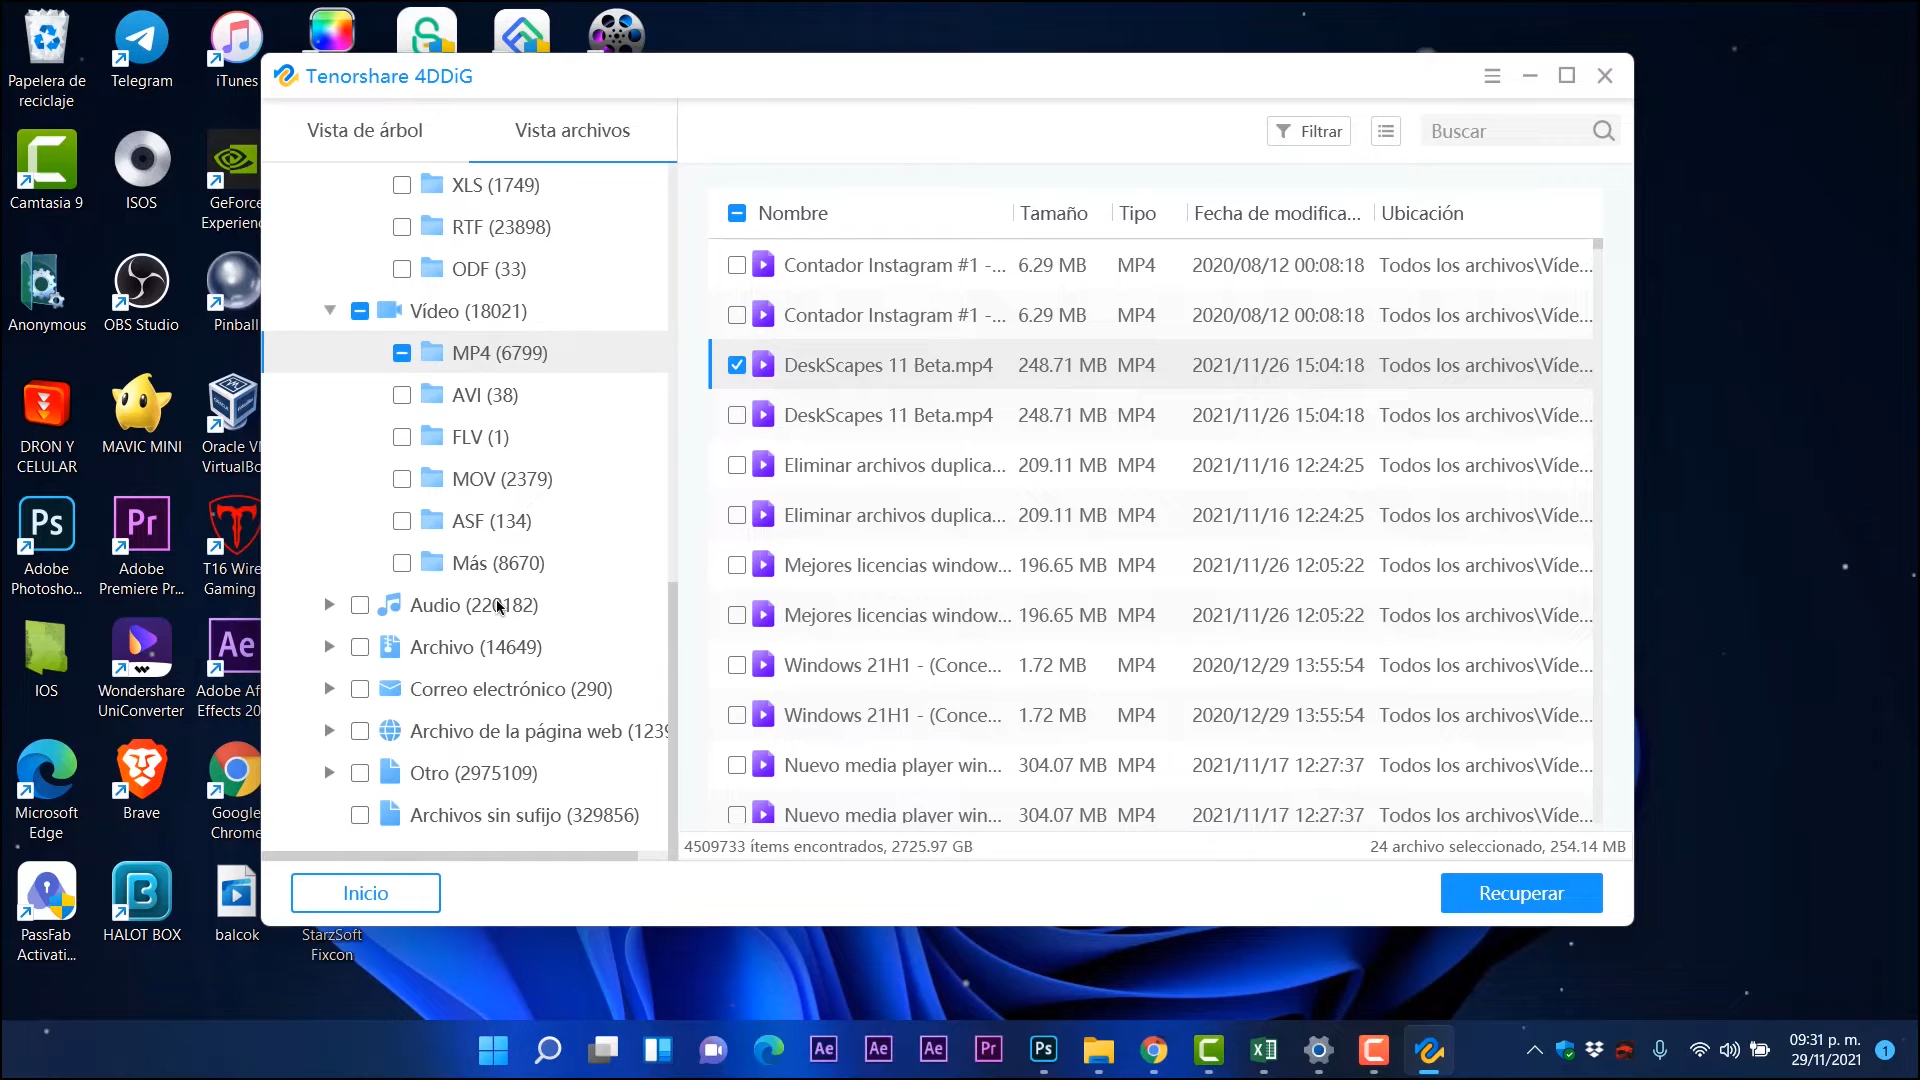 Papelera de
reciclaje
Telegram
iTunes
Camtasia 9
ISOS
GeForce
Experien
Anonymous
OBS Studio
Pinball
DRON Y
CELULAR
MAVIC MINI
Oracle V
VirtualBo
Ps
Adobe
Photosho...
Pr
Adobe
Premiere Pr...
T16 Wire
Gaming
IOS
Wondershare
UniConverter
Ae
Adobe Af
Effects 20
Microsoft
Edge
Brave
Google
Chrome
PassFab
Activati...
HALOT BOX
balcok
StarzSoft
Fixcon
Tenorshare 4DDiG
Vista de árbol
Vista archivos
Filtrar
Buscar
XLS (1749)
RTF (23898)
ODF (33)
Vídeo (18021)
MP4 (6799)
AVI (38)
FLV (1)
MOV (2379)
ASF (134)
Más (8670)
Audio (220182)
Archivo (14649)
Correo electrónico (290)
Archivo de la página web (1239
Otro (2975109)
Archivos sin sufijo (329856)
Nombre Tamaño Tipo Fecha de modifica... Ubicación
Contador Instagram #1 -... 6.29 MB MP4 2020/08/12 00:08:18 Todos los archivos\Víde...
Contador Instagram #1 -... 6.29 MB MP4 2020/08/12 00:08:18 Todos los archivos\Víde...
DeskScapes 11 Beta.mp4 248.71 MB MP4 2021/11/26 15:04:18 Todos los archivos\Víde...
DeskScapes 11 Beta.mp4 248.71 MB MP4 2021/11/26 15:04:18 Todos los archivos\Víde...
Eliminar archivos duplica... 209.11 MB MP4 2021/11/16 12:24:25 Todos los archivos\Víde...
Eliminar archivos duplica... 209.11 MB MP4 2021/11/16 12:24:25 Todos los archivos\Víde...
Mejores licencias window... 196.65 MB MP4 2021/11/16 12:05:22 Todos los archivos\Víde...
Mejores licencias window... 196.65 MB MP4 2021/11/16 12:05:22 Todos los archivos\Víde...
Windows 21H1 - (Conce... 1.72 MB MP4 2020/12/29 13:55:54 Todos los archivos\Víde...
Windows 21H1 - (Conce... 1.72 MB MP4 2020/12/29 13:55:54 Todos los archivos\Víde...
Nuevo media player win... 304.07 MB MP4 2021/11/17 12:27:37 Todos los archivos\Víde...
Nuevo media player win... 304.07 MB MP4 2021/11/17 12:27:37 Todos los archivos\Víde...
4509733 ítems encontrados, 2725.97 GB
24 archivo seleccionado, 254.14 MB
Inicio
Recuperar
Ae Ae Ae Pr Ps
09:31 p. m.
29/11/2021
1